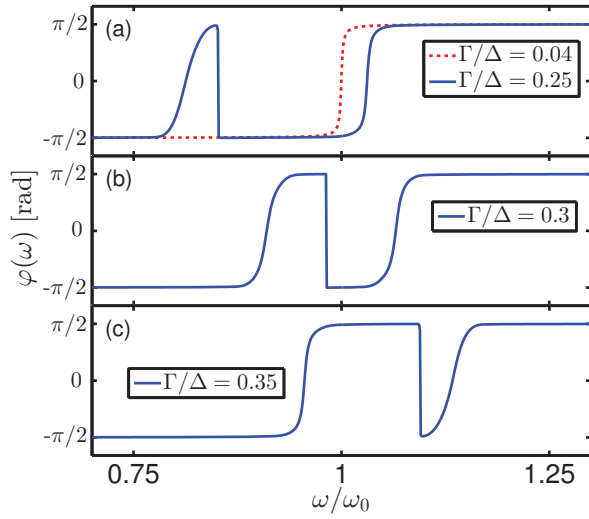 π/2
0
-π/2
(a)
Γ/Δ = 0.04
Γ/Δ = 0.25
π/2
0
-π/2
(b)
Γ/Δ = 0.3
φ(ω) [rad]
π/2
0
-π/2
(c)
Γ/Δ = 0.35
0.75 1 1.25
ω/ω₀